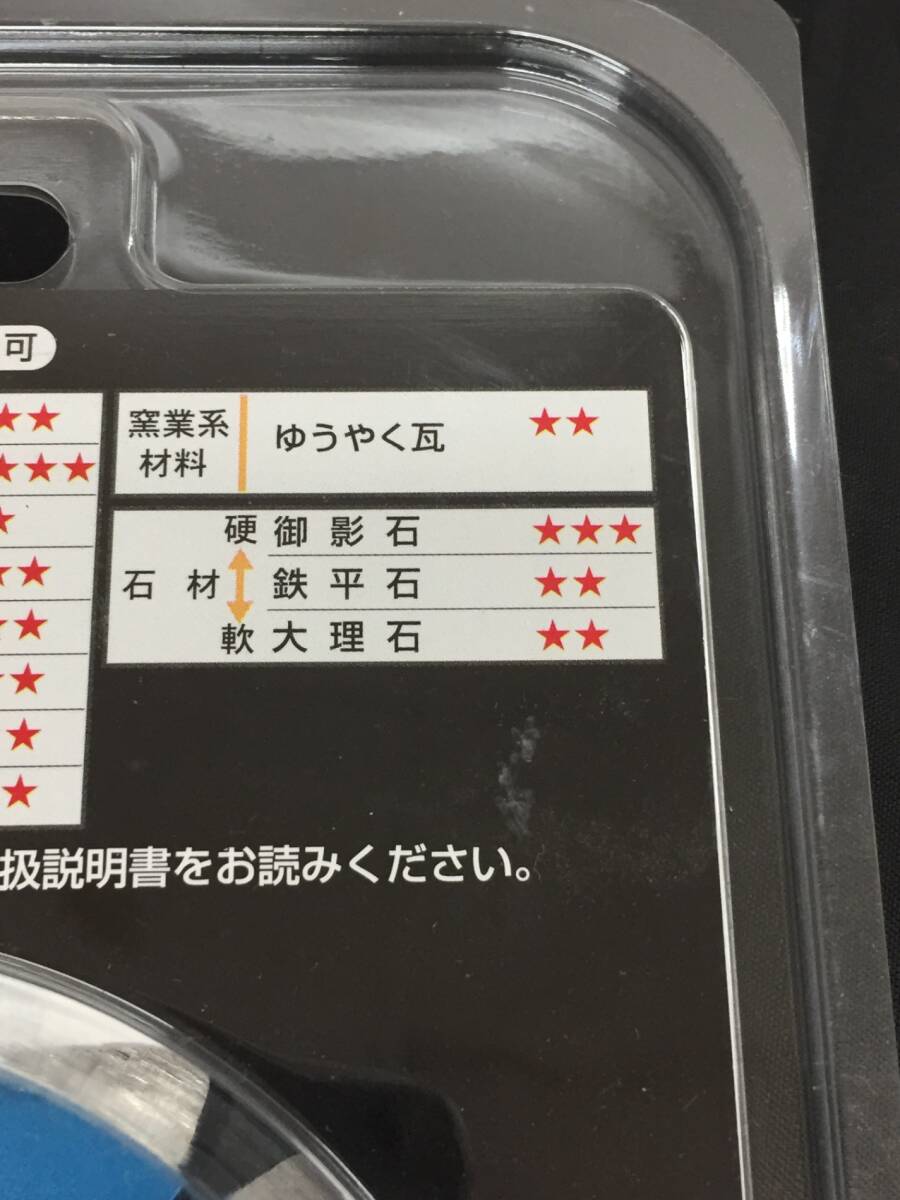 可
★★
★★★
★
★★
★★
★★
★
★
窯業系
材料
ゆうやく瓦 ★★
石材
硬 御影石 ★★★
鉄平石 ★★
軟 大理石 ★★
扱説明書をお読みください。